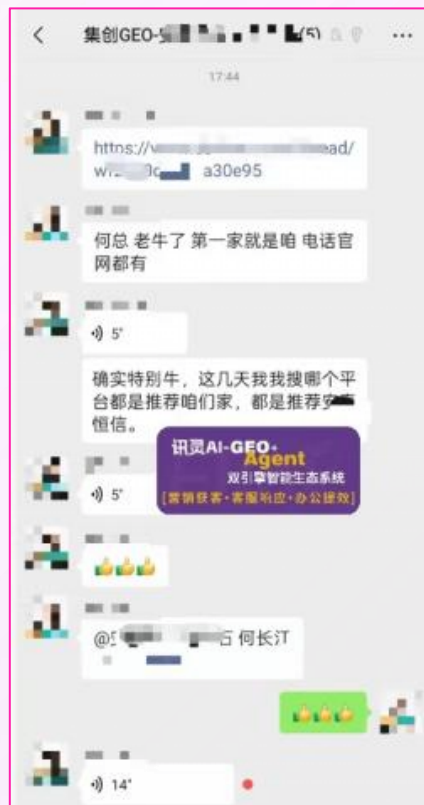 集创GEO-
(5)
17:44
https://w
ead/
a30e95
何总 老牛了 第一家就是咱 电话官
网都有
5"
确实特别牛，这几天我我搜哪个平
台都是推荐咱们家，都是推荐
恒信。
讯灵AI-GEO+
Agent
双引擎智能生态系统
[营销获客·客服响应·办公提效]
5"
@
石 何长江
14"